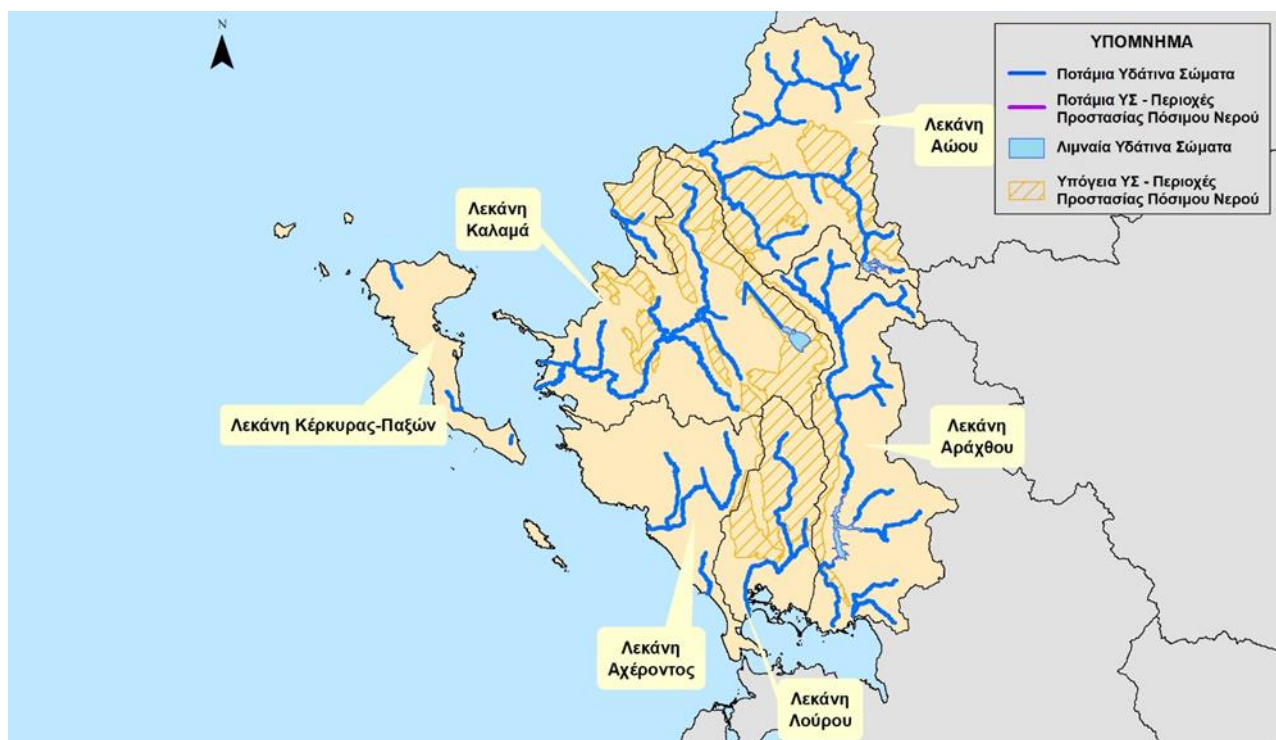 N
ΥΠΟΜΝΗΜΑ
Ποτάμια Υδάτινα Σώματα
Ποτάμια ΥΣ - Περιοχές
Προστασίας Πόσιμου Νερού
Λιμναία Υδάτινα Σώματα
Υπόγεια ΥΣ - Περιοχές
Προστασίας Πόσιμου Νερού
Λεκάνη
Αώου
Λεκάνη
Καλαμά
Λεκάνη Κέρκυρας-Παξών
Λεκάνη
Αράχθου
Λεκάνη
Αχέροντος
Λεκάνη
Λούρου